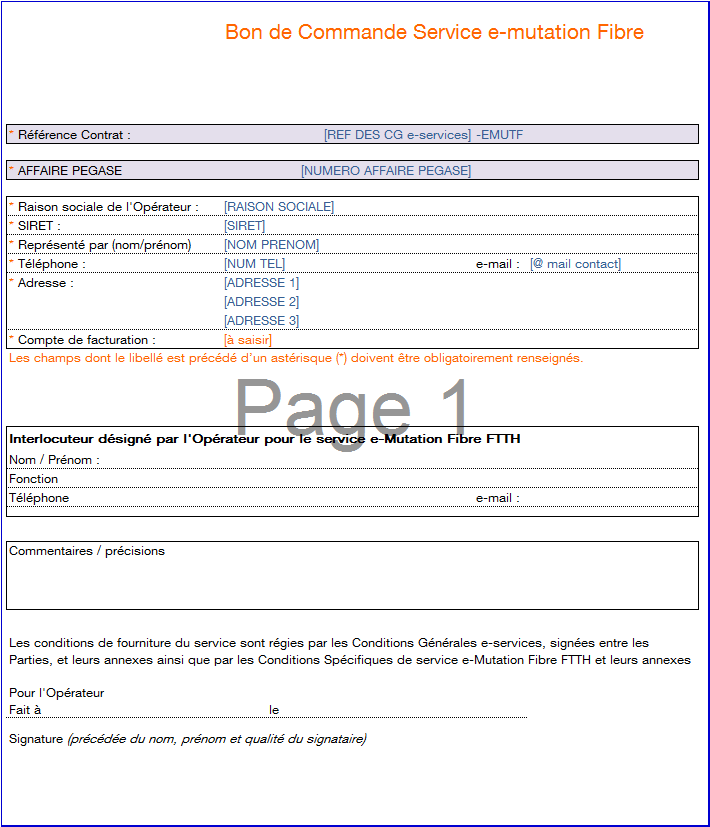 Bon de Commande Service e-mutation Fibre
* Référence Contrat : [REF DES CG e-services] -EMUTF
* AFFAIRE PEGASE [NUMERO AFFAIRE PEGASE]
* Raison sociale de l'Opérateur : [RAISON SOCIALE]
* SIRET : [SIRET]
* Représenté par (nom/prénom) [NOM PRENOM]
* Téléphone : [NUM TEL] e-mail : [@ mail contact]
* Adresse : [ADRESSE 1]
[ADRESSE 2]
[ADRESSE 3]
* Compte de facturation : [à saisir]
Les champs dont le libellé est précédé d'un astérisque (*) doivent être obligatoirement renseignés.
Page 1
Interlocuteur désigné par l'Opérateur pour le service e-Mutation Fibre FTTH
Nom / Prénom :
Fonction
Téléphone e-mail :
Commentaires / précisions
Les conditions de fourniture du service sont régies par les Conditions Générales e-services, signées entre les
Parties, et leurs annexes ainsi que par les Conditions Spécifiques de service e-Mutation Fibre FTTH et leurs annexes
Pour l'Opérateur
Fait à le
Signature (précédée du nom, prénom et qualité du signataire)